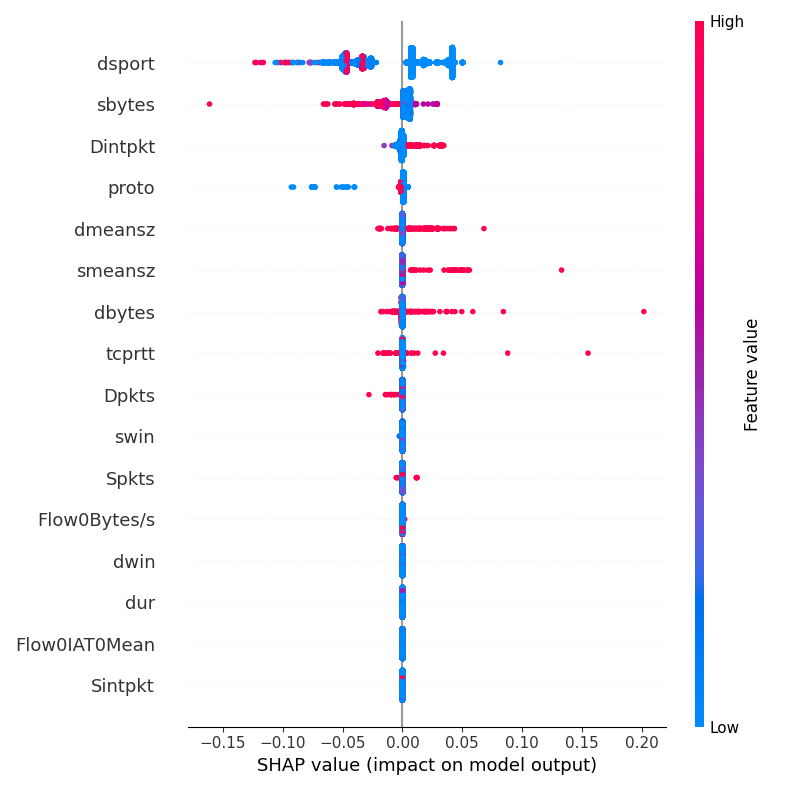 High
dsport
sbytes
Dintpkt
proto
dmeansz
smeansz
dbytes
tcprtt
Dpkts
swin
Spkts
Flow0Bytes/s
dwin
dur
Flow0IAT0Mean
Sintpkt
Feature value
Low
−0.15 −0.10 −0.05 0.00 0.05 0.10 0.15 0.20
SHAP value (impact on model output)